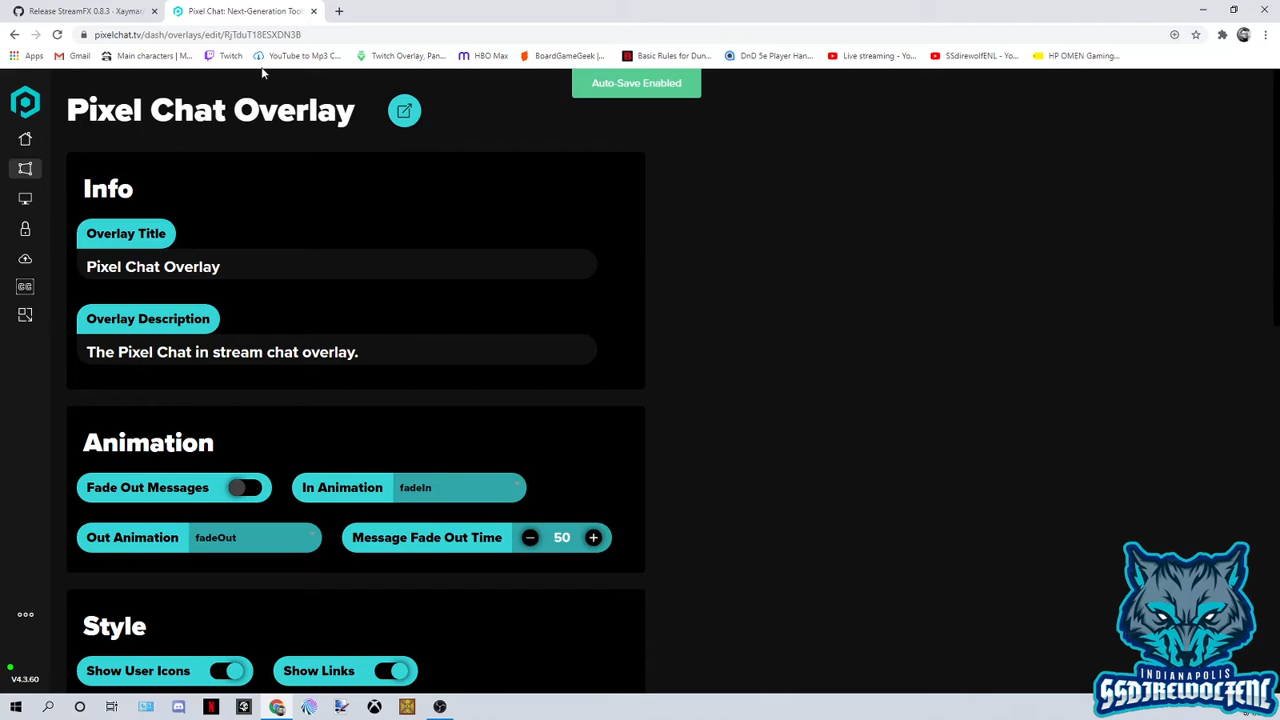 Release StreamFX 0.8.3 - Xaymar/
Pixel Chat: Next-Generation Tool
pixelchat.tv/dash/overlays/edit/RjTduT18ESXDN3B
Apps
Gmail
Main characters | M...
Twitch
YouTube to Mp3 C...
Twitch Overlay, Pan...
HBO Max
BoardGameGeek |...
Basic Rules for Dun...
DnD 5e Player Han...
Live streaming - Yo...
SSdirewolfENL - Yo...
HP OMEN Gaming...
Auto-Save Enabled
Pixel Chat Overlay
Info
Overlay Title
Pixel Chat Overlay
Overlay Description
The Pixel Chat in stream chat overlay.
Animation
Fade Out Messages
In Animation fadeIn
Out Animation fadeOut
Message Fade Out Time 50
Style
Show User Icons
Show Links
CC
V4.3.60
INDIANAPOLIS
SSDIREWOLFENL